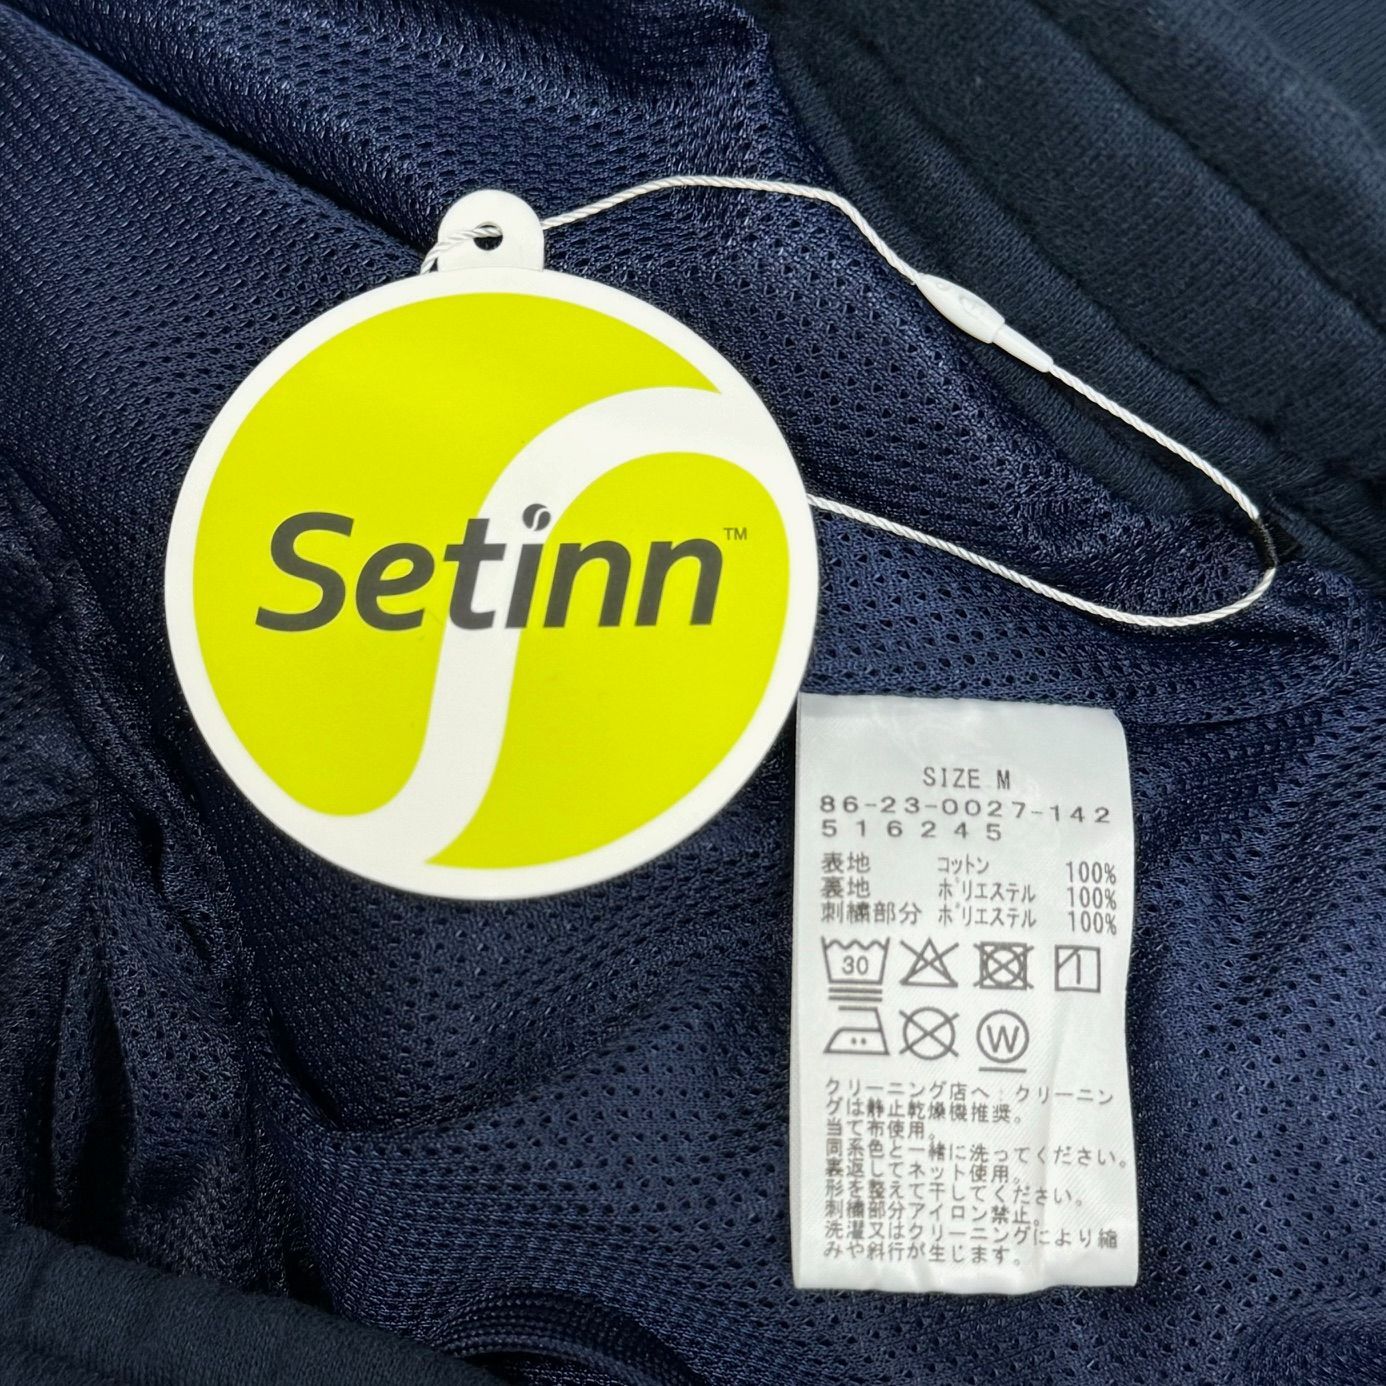 Setinn™
SIZE M
86-23-0027-142
516245
表地 コットン 100%
裏地 ポリエステル 100%
刺繍部分 ポリエステル 100%
30
W
クリーニング店へ:クリーニン
グは静止乾燥機推奨。
当て布使用。
同系色と一緒に洗ってください。
裏返してネット使用。
形を整えて干してください。
刺繍部分アイロン禁止。
洗濯又はクリーニングにより縮
みや斜行が生じます。